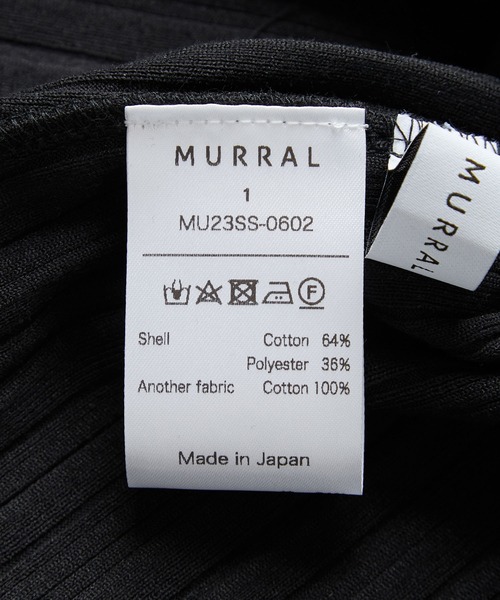 MURRAL
1
MU23SS-0602
F
Shell Cotton 64%
Polyester 36%
Another fabric Cotton 100%
Made in Japan
MURRAL